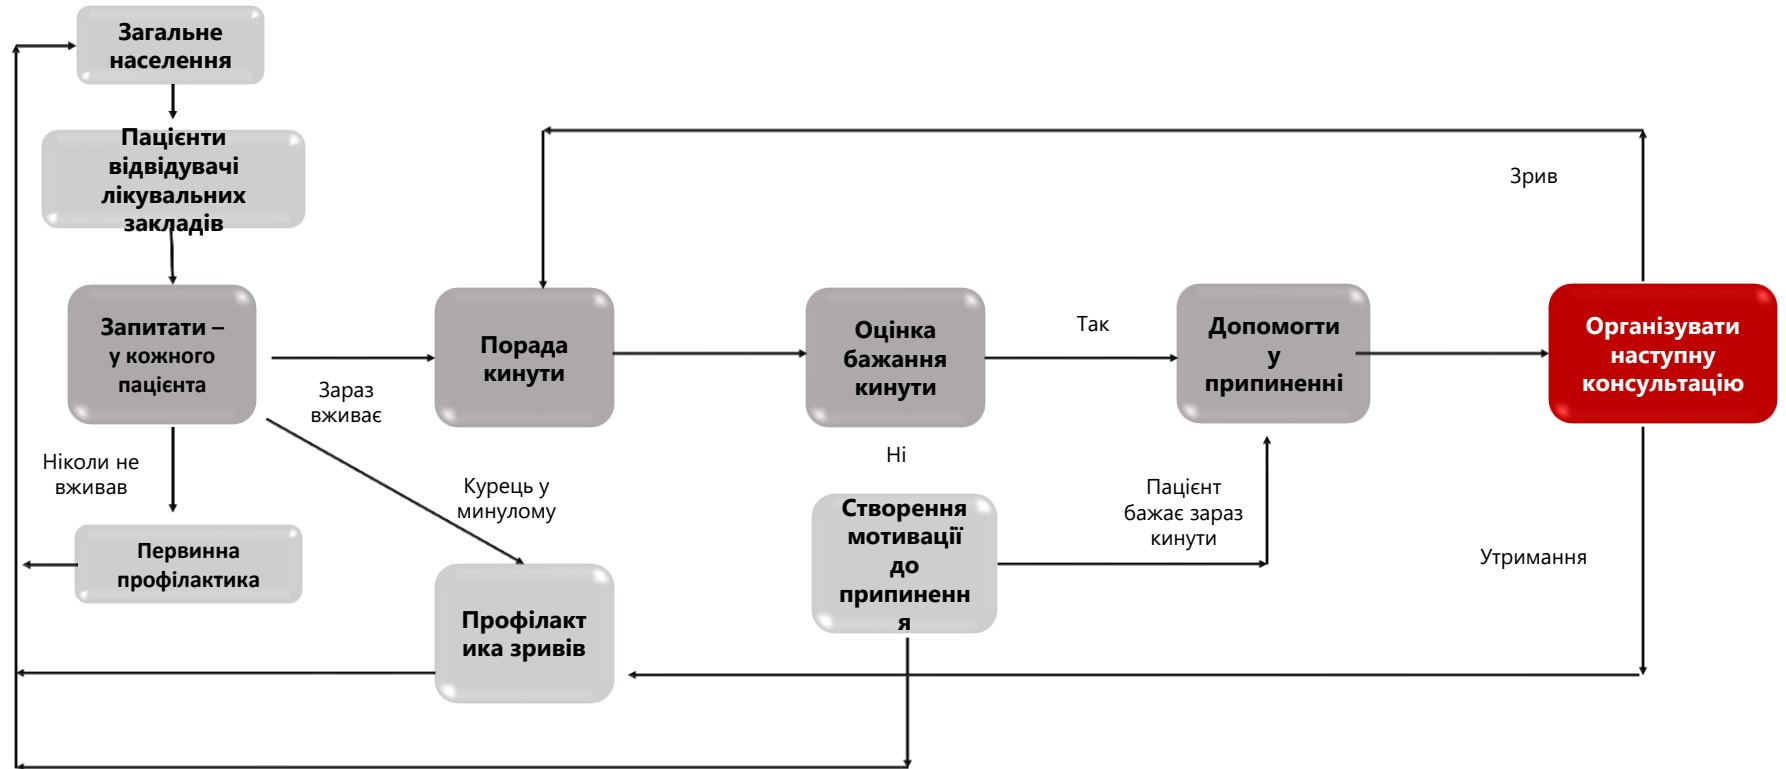 Загальне
населення
Пацієнти
відвідувачі
лікувальних
закладів
Зрив
Запитати –
у кожного
пацієнта
Зараз
вживає
Порада
кинути
Оцінка
бажання
кинути
Так
Допомогти
у
припиненні
Організувати
наступну
консультацію
Ніколи не
вживав
Курець у
минулому
Ні
Пацієнт
бажає зараз
кинути
Створення
мотивації
до
припиненн
я
Утримання
Первинна
профілактика
Профілакт
ика зривів